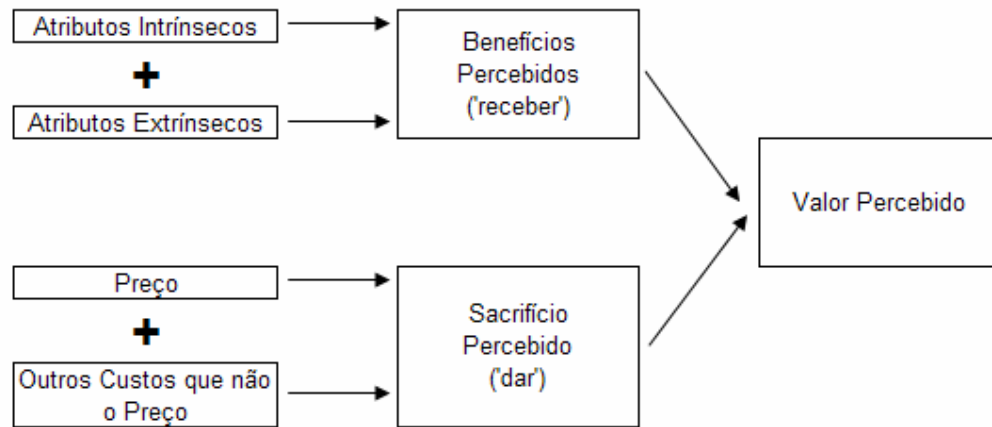 Atributos Intrínsecos
+
Atributos Extrínsecos
Benefícios
Percebidos
('receber')
Preço
+
Outros Custos que não
o Preço
Sacrifício
Percebido
('dar')
Valor Percebido